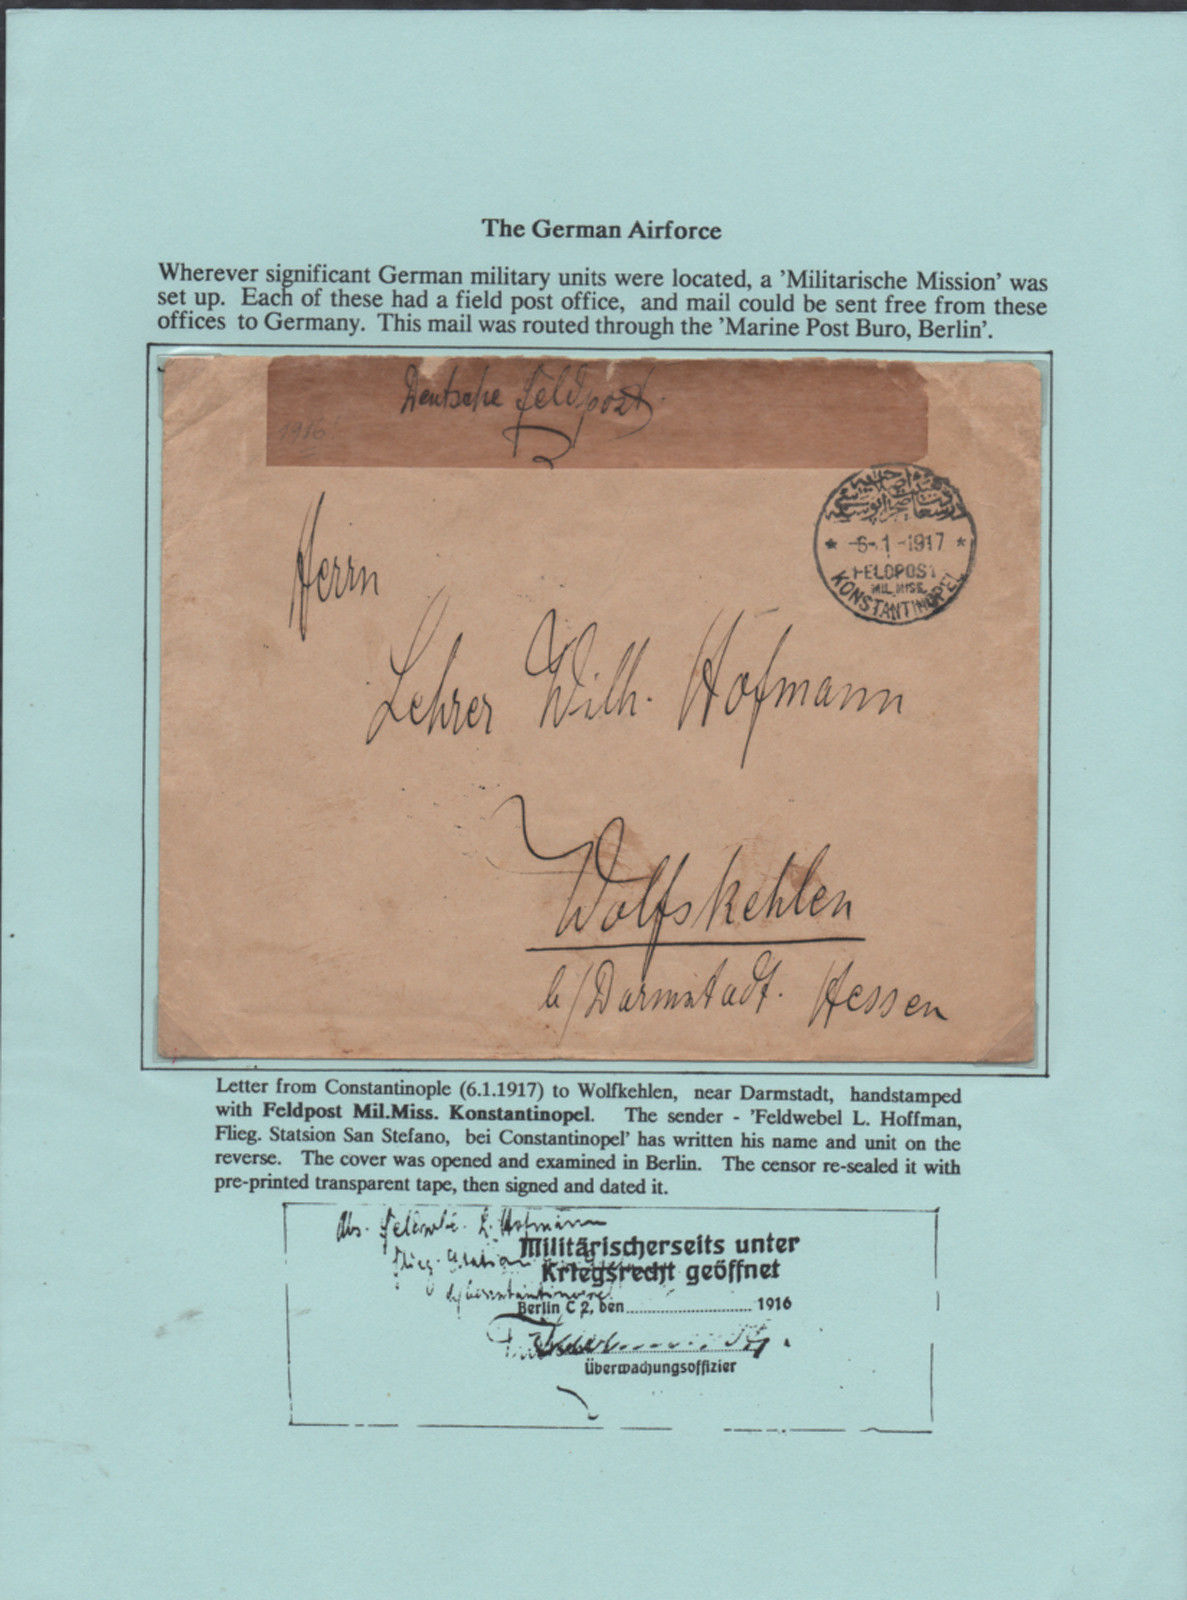 The German Airforce
Wherever significant German military units were located, a 'Militarische Mission' was
set up. Each of these had a field post office, and mail could be sent free from these
offices to Germany. This mail was routed through the 'Marine Post Buro, Berlin'.
Deutsche Feldpost
1916
* -6-.1 -1917 *
FELDPOST
MIL.MISS.
KONSTANTINOPEL
Herrn
Lehrer Wilh. Hofmann
Wolfskehlen
b/Darmstadt. Hessen
Letter from Constantinople (6.1.1917) to Wolfkehlen, near Darmstadt, handstamped
with Feldpost Mil.Miss. Konstantinopel. The sender - 'Feldwebel L. Hoffman,
Flieg. Statsion San Stefano, bei Constantinopel' has written his name and unit on the
reverse. The cover was opened and examined in Berlin. The censor re-sealed it with
pre-printed transparent tape, then signed and dated it.
Abs. L. Hofmann
Militärischerseits unter
Kriegsrecht geöffnet
Berlin C 2, den 1916
Überwachungsoffizier